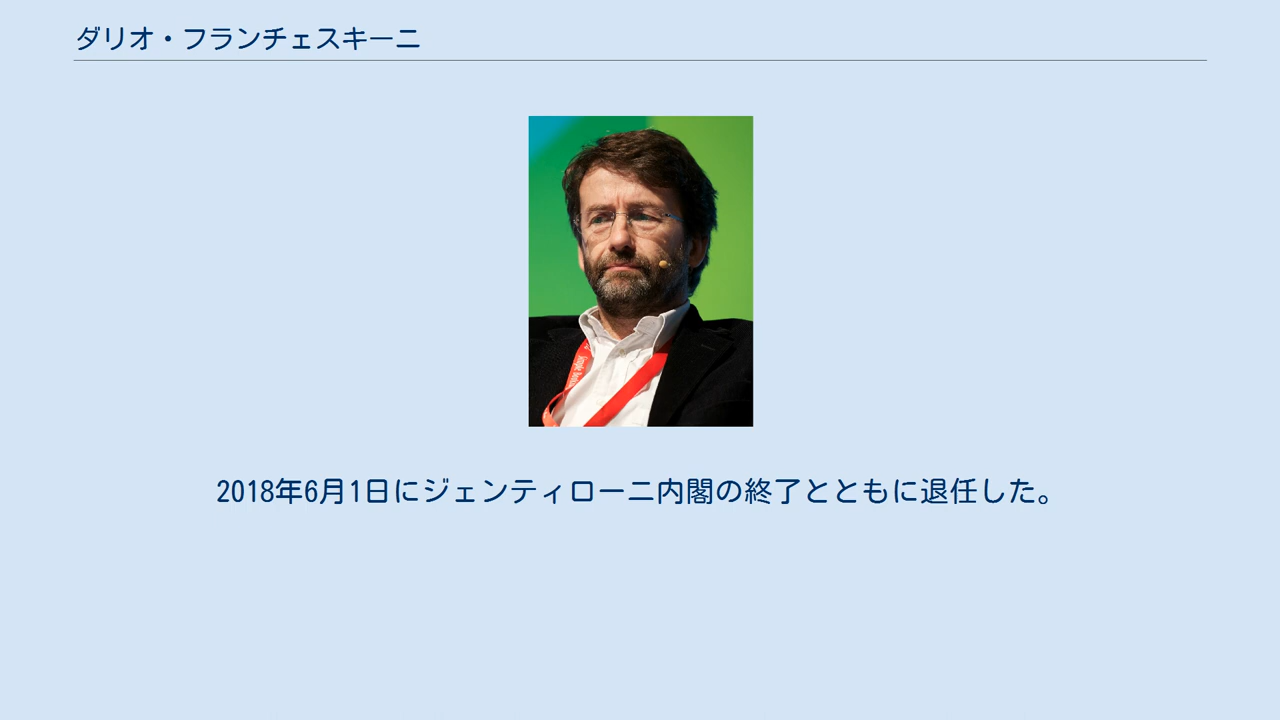 ダリオ・フランチェスキーニ
2018年6月1日にジェンティローニ内閣の終了とともに退任した。